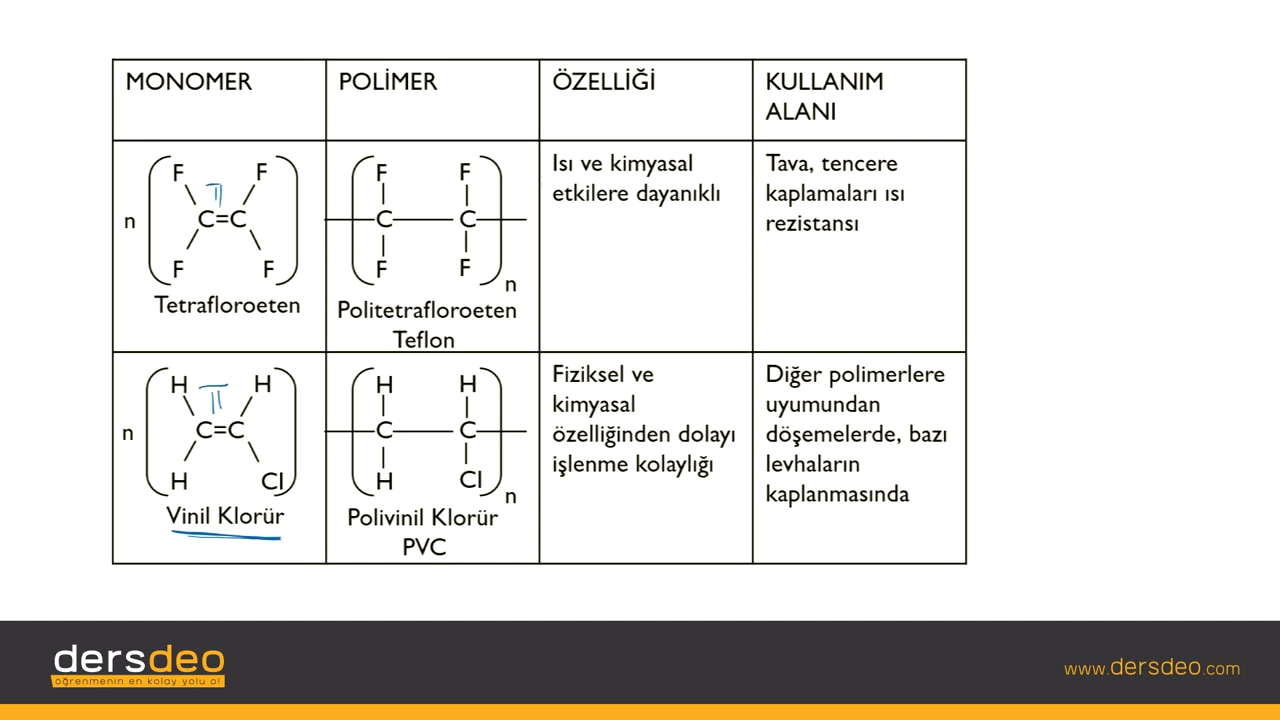 MONOMER
POLİMER
ÖZELLİĞİ
KULLANIM
ALANI
n
F F
π
C=C
F F
Tetrafloroeten
F F
C C
F F
n
Politetrafloroeten
Teflon
Isı ve kimyasal
etkilere dayanıklı
Tava, tencere
kaplamaları ısı
rezistansı
n
H H
π
C=C
H Cl
Vinil Klorür
H H
C C
H Cl
n
Polivinil Klorür
PVC
Fiziksel ve
kimyasal
özelliğinden dolayı
işlenme kolaylığı
Diğer polimerlere
uyumundan
döşemelerde, bazı
levhaların
kaplanmasında
dersdeo
öğrenmenin en kolay yolu o!
www.dersdeo.com